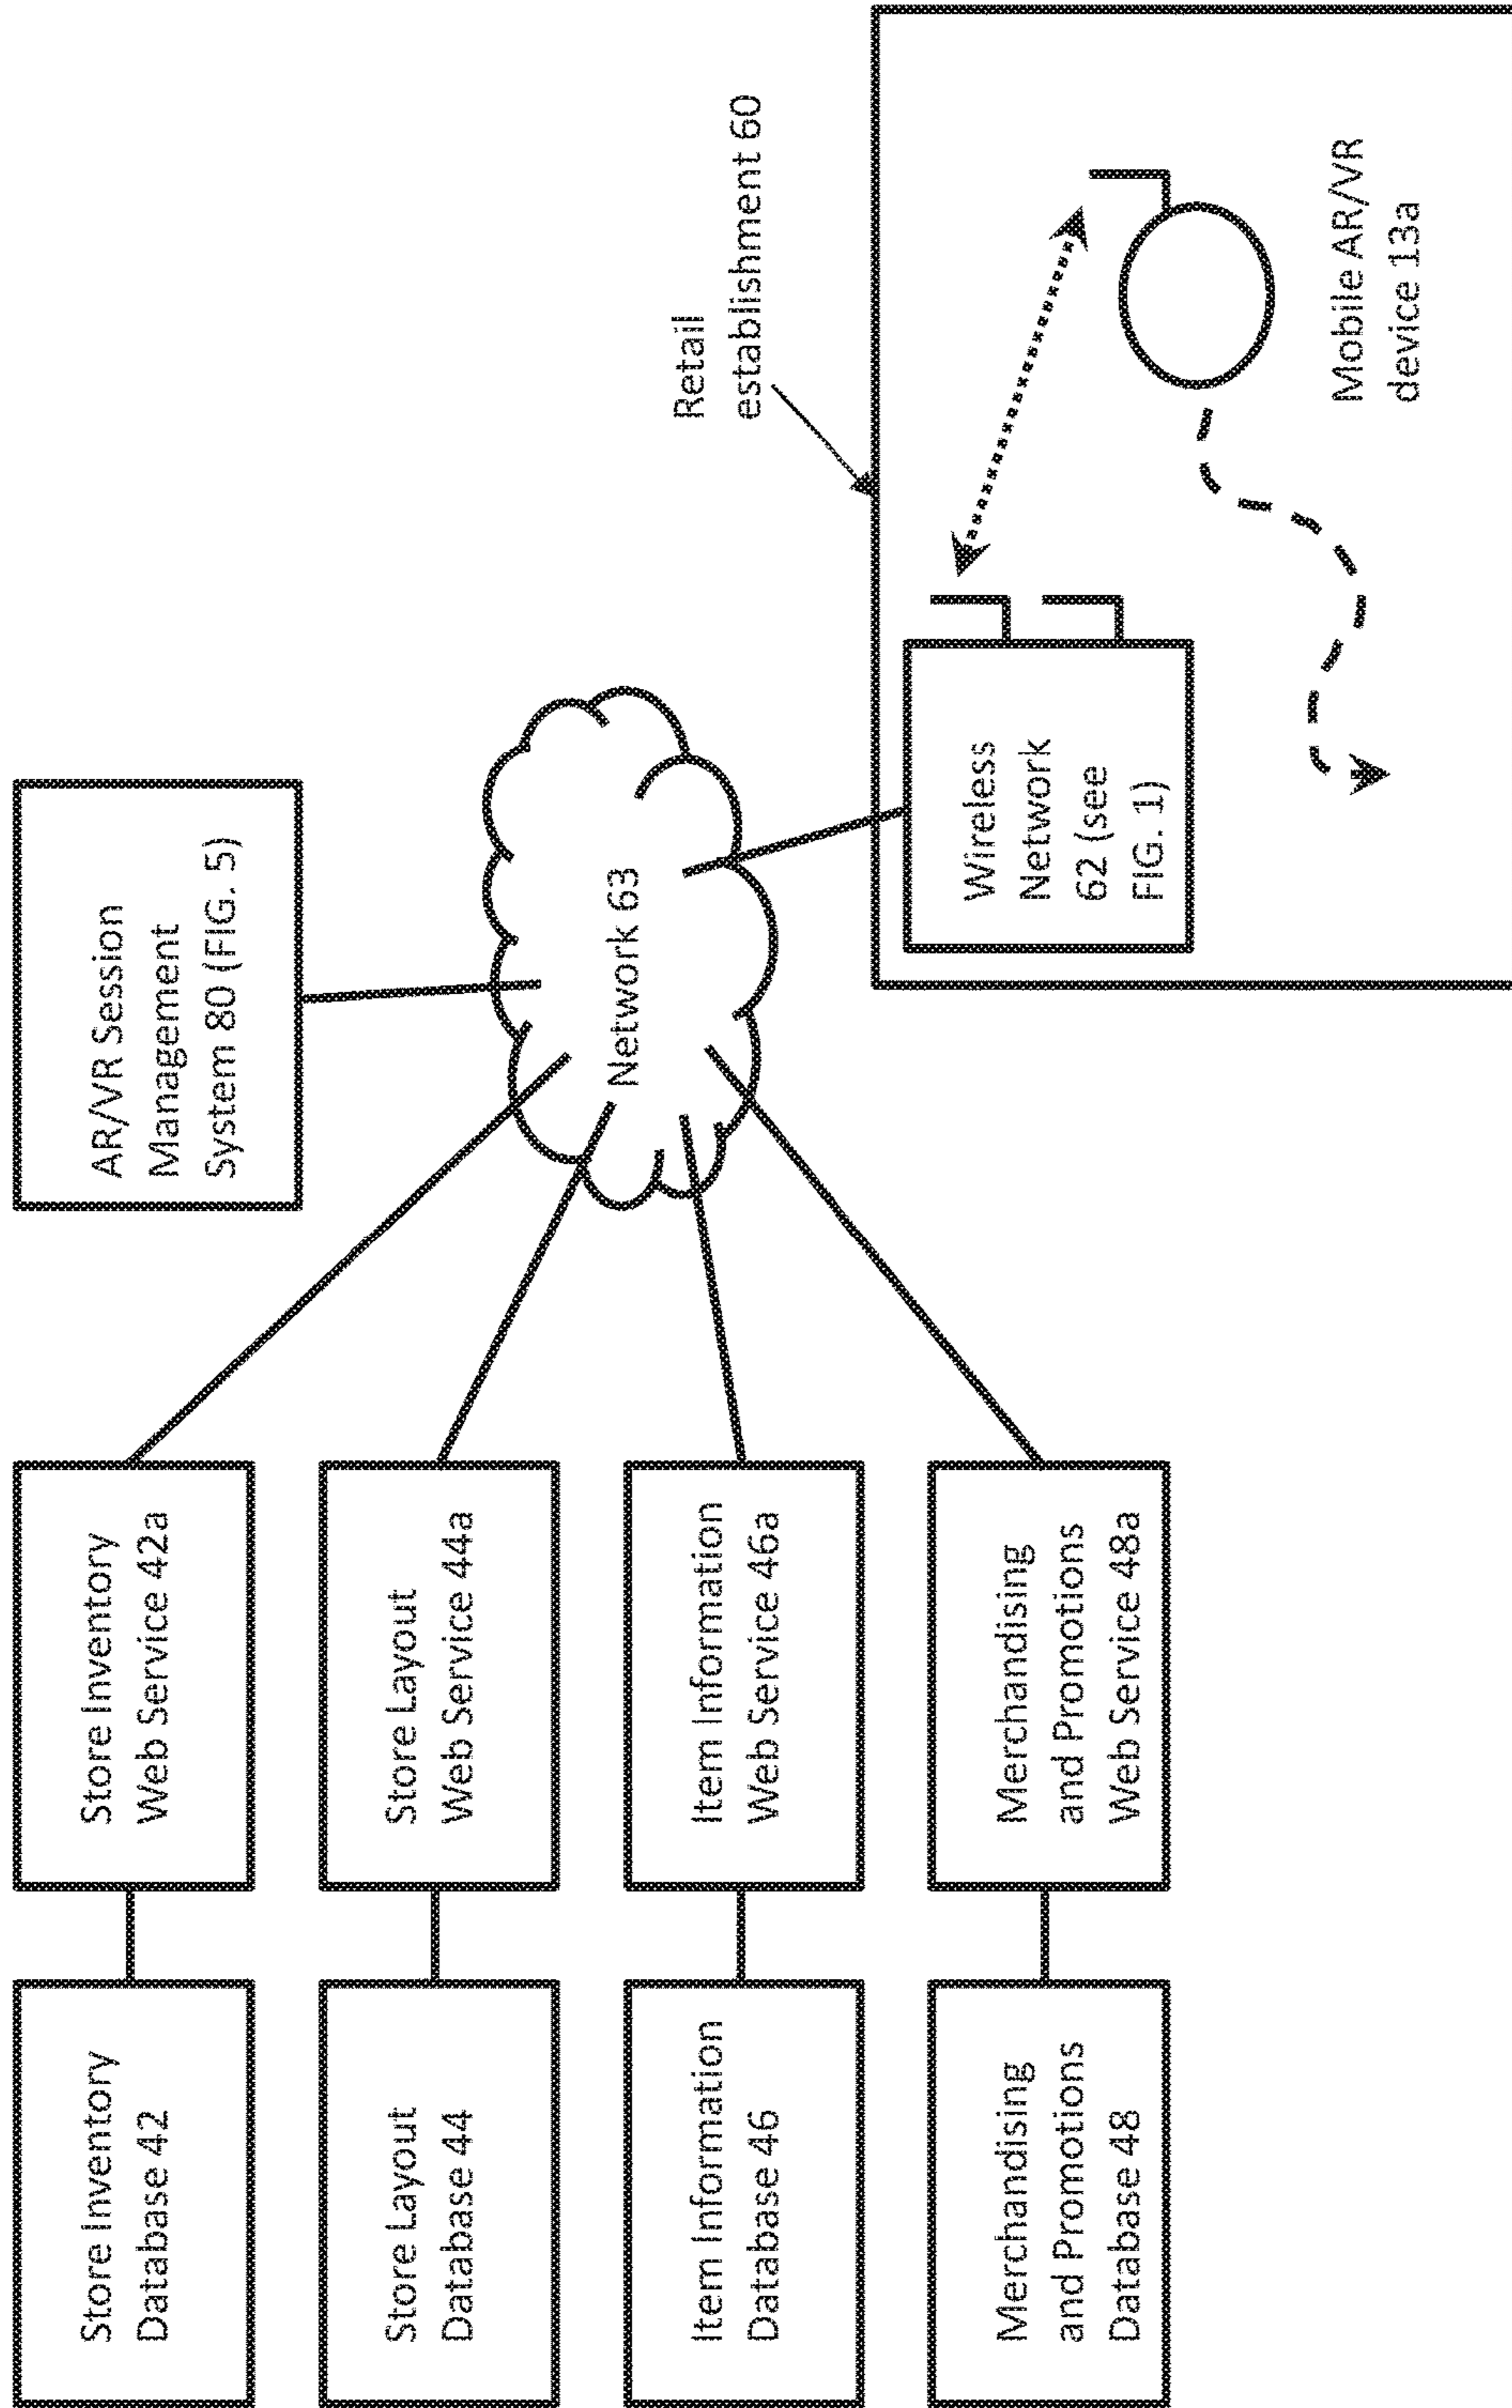 Store Inventory
Database 42
Store Inventory
Web Service 42a
AR/VR Session
Management
System 80 (FIG. 5)
Store Layout
Database 44
Store Layout
Web Service 44a
Item Information
Database 46
Item Information
Web Service 46a
Merchandising
and Promotions
Database 48
Merchandising
and Promotions
Web Service 48a
Network 63
Retail
establishment 60
Wireless
Network
62 (see
FIG. 1)
Mobile AR/VR
device 13a